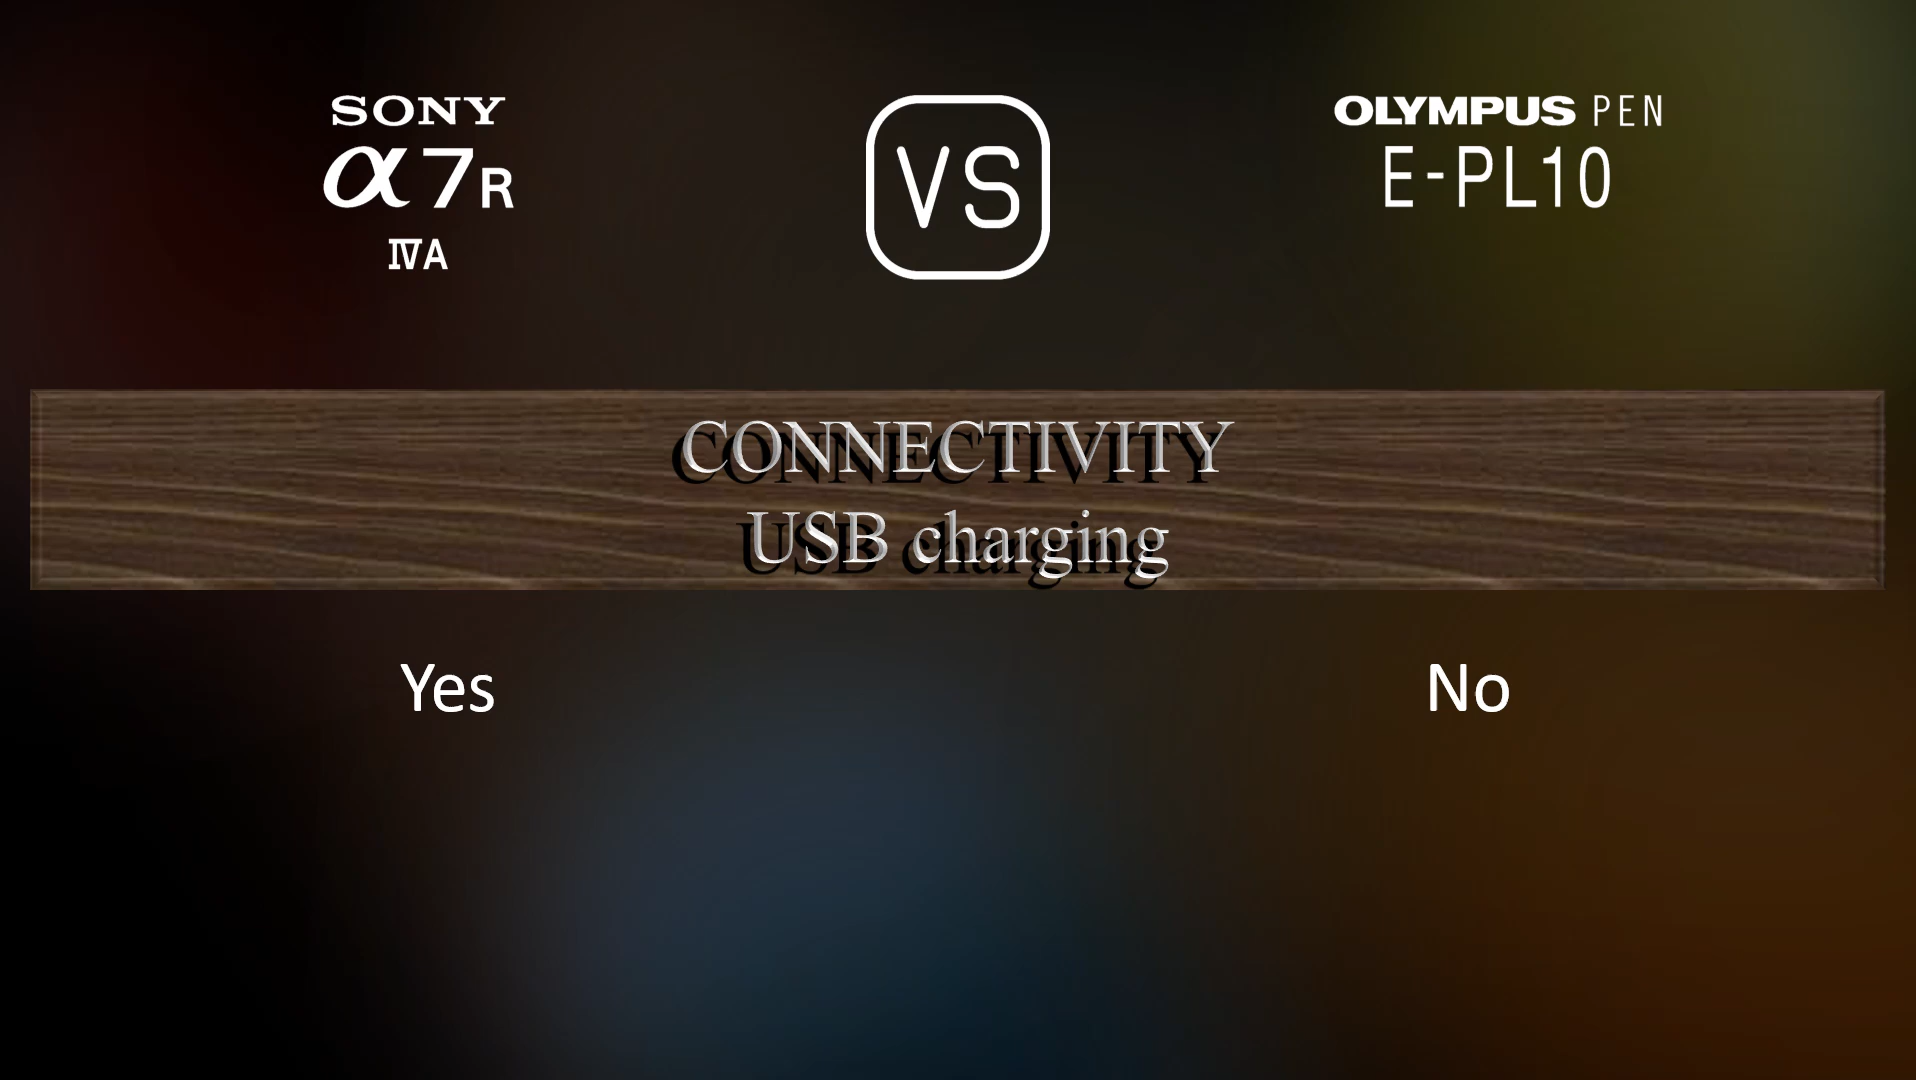 SONY
α7R
IVA
VS
OLYMPUS PEN
E-PL10
CONNECTIVITY
USB charging
Yes
No